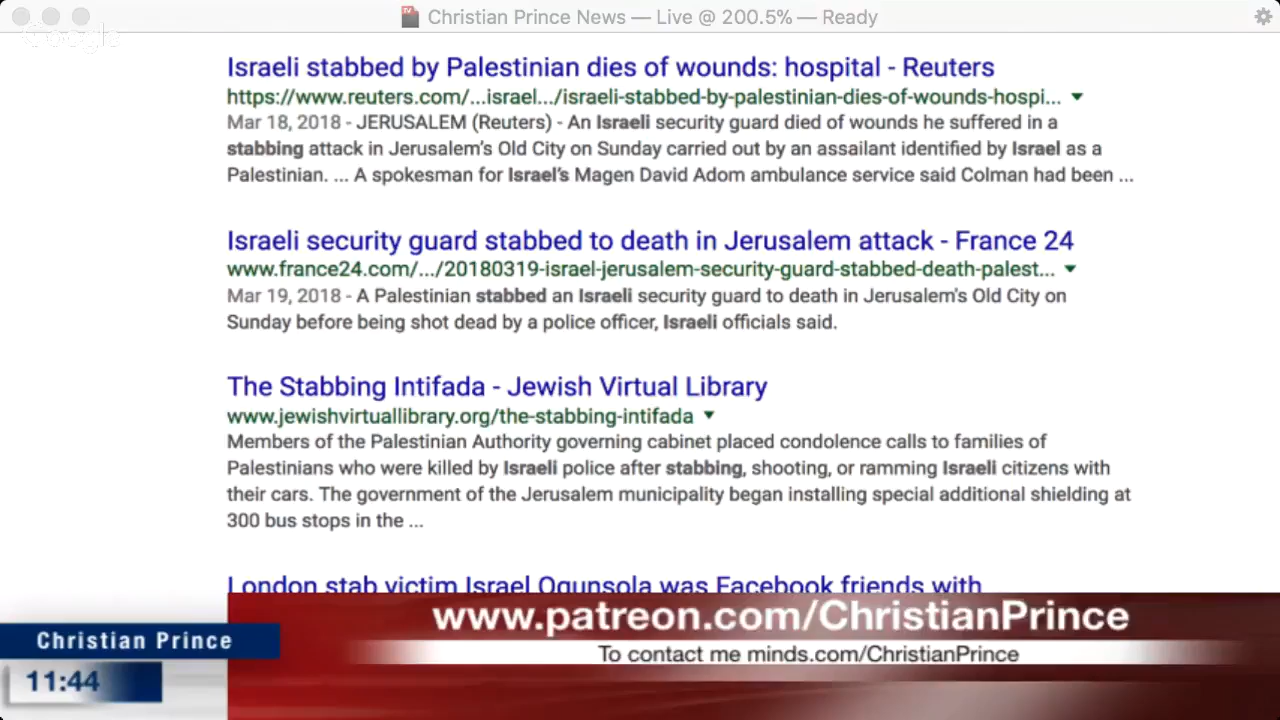 Christian Prince News — Live @ 200.5% — Ready
Google
Israeli stabbed by Palestinian dies of wounds: hospital - Reuters
https://www.reuters.com/...israel.../israeli-stabbed-by-palestinian-dies-of-wounds-hospi...
Mar 18, 2018 - JERUSALEM (Reuters) - An Israeli security guard died of wounds he suffered in a
stabbing attack in Jerusalem's Old City on Sunday carried out by an assailant identified by Israel as a
Palestinian. ... A spokesman for Israel's Magen David Adom ambulance service said Colman had been ...
Israeli security guard stabbed to death in Jerusalem attack - France 24
www.france24.com/.../20180319-israel-jerusalem-security-guard-stabbed-death-palest...
Mar 19, 2018 - A Palestinian stabbed an Israeli security guard to death in Jerusalem's Old City on
Sunday before being shot dead by a police officer, Israeli officials said.
The Stabbing Intifada - Jewish Virtual Library
www.jewishvirtuallibrary.org/the-stabbing-intifada
Members of the Palestinian Authority governing cabinet placed condolence calls to families of
Palestinians who were killed by Israeli police after stabbing, shooting, or ramming Israeli citizens with
their cars. The government of the Jerusalem municipality began installing special additional shielding at
300 bus stops in the ...
London stab victim Israel Ogunsola was Facebook friends with
www.patreon.com/ChristianPrince
Christian Prince
To contact me minds.com/ChristianPrince
11:44